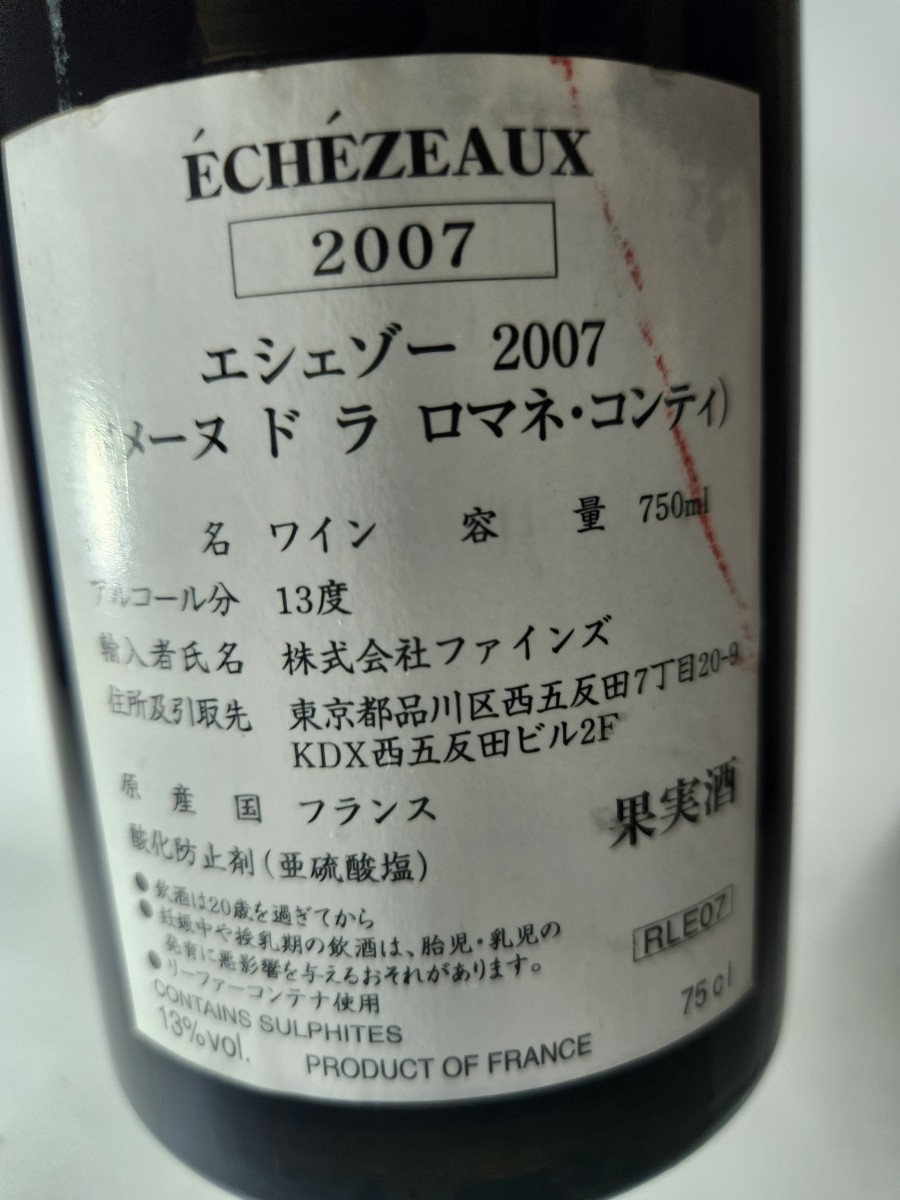 ÉCHÉZEAUX
2007
エシェゾー 2007
メーヌ ド ラ ロマネ・コンティ)
名 ワイン 容 量 750ml
アルコール分 13度
輸入者氏名 株式会社ファインズ
住所及引取先 東京都品川区西五反田7丁目20-9
KDX西五反田ビル2F
原 産 国 フランス
果実酒
酸化防止剤(亜硫酸塩)
●飲酒は20歳を過ぎてから
●妊娠中や授乳期の飲酒は、胎児・乳児の
発育に悪影響を与えるおそれがあります。
●リーファーコンテナ使用
RLE07
CONTAINS SULPHITES
75cl
13%vol.
PRODUCT OF FRANCE